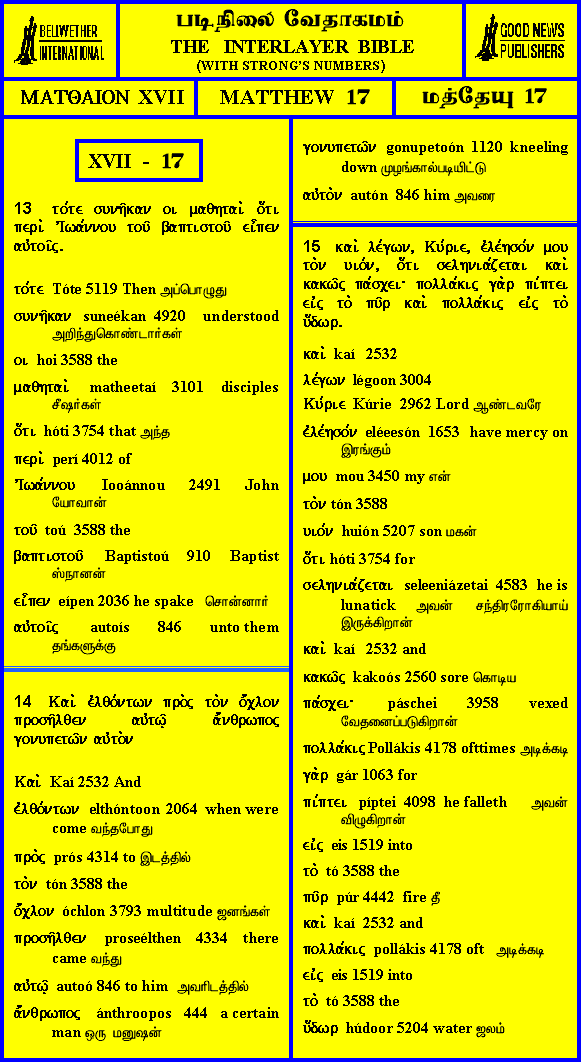 BELLWETHER
INTERNATIONAL
படிநிலை வேதாகமம்
THE INTERLAYER BIBLE
(WITH STRONG'S NUMBERS)
GOOD NEWS
PUBLISHERS
ΜΑΤΘΑΙΟΝ XVII
MATTHEW 17
மத்தேயு 17
XVII - 17
13 τότε συνῆκαν οι μαθηταὶ ὅτι
περὶ Ἰωάννου τοῦ βαπτιστοῦ εἶπεν
αὐτοῖς.
τότε Tóte 5119 Then அப்பொழுது
συνῆκαν suneékan 4920 understood
அறிந்துகொண்டார்கள்
οι hoi 3588 the
μαθηταὶ matheetaí 3101 disciples
சீஷர்கள்
ὅτι hóti 3754 that அந்த
περὶ perí 4012 of
Ἰωάννου Iooánnou 2491 John
யோவான்
τοῦ toú 3588 the
βαπτιστοῦ Baptistoú 910 Baptist
ஸ்நானன்
εἶπεν eípen 2036 he spake சொன்னார்
αὐτοῖς autoís 846 unto them
தங்களுக்கு
14 Καὶ ἐλθόντων πρὸς τὸν ὄχλον
προσῆλθεν αὐτῷ ἄνθρωπος
γονυπετῶν αὐτὸν
Καὶ Kaí 2532 And
ἐλθόντων elthóntoon 2064 when were
come வந்தபோது
πρὸς prós 4314 to இடத்தில்
τὸν tón 3588 the
ὄχλον óchlon 3793 multitude ஜனங்கள்
προσῆλθεν proseélthen 4334 there
came வந்து
αὐτῷ autoó 846 to him அவரிடத்தில்
ἄνθρωπος ánthroopos 444 a certain
man ஒரு மனுஷன்
γονυπετῶν gonupetoón 1120 kneeling
down முழங்கால்படியிட்டு
αὐτὸν autón 846 him அவரை
15 καὶ λέγων, Κύριε, ἐλέησόν μου
τὸν υιόν, ὅτι σεληνιάζεται καὶ
κακῶς πάσχει· πολλάκις γὰρ πίπτει
εἰς τὸ πῦρ καὶ πολλάκις εἰς τὸ
ὕδωρ.
καὶ kaí 2532
λέγων légoon 3004
Κύριε Kúrie 2962 Lord ஆண்டவரே
ἐλέησόν eléeesón 1653 have mercy on
இரங்கும்
μου mou 3450 my என்
τὸν tón 3588
υιόν huión 5207 son மகன்
ὅτι hóti 3754 for
σεληνιάζεται seleeniázetai 4583 he is
lunatick அவன் சந்திரரோகியாய்
இருக்கிறான்
καὶ kaí 2532 and
κακῶς kakoós 2560 sore கொடிய
πάσχει· páschei 3958 vexed
வேதனைப்படுகிறான்
πολλάκις Pollákis 4178 ofttimes அடிக்கடி
γὰρ gár 1063 for
πίπτει píptei 4098 he falleth அவன்
விழுகிறான்
εἰς eis 1519 into
τὸ tó 3588 the
πῦρ púr 4442 fire தீ
καὶ kaí 2532 and
πολλάκις pollákis 4178 oft அடிக்கடி
εἰς eis 1519 into
τὸ tó 3588 the
ὕδωρ húdoor 5204 water ஜலம்